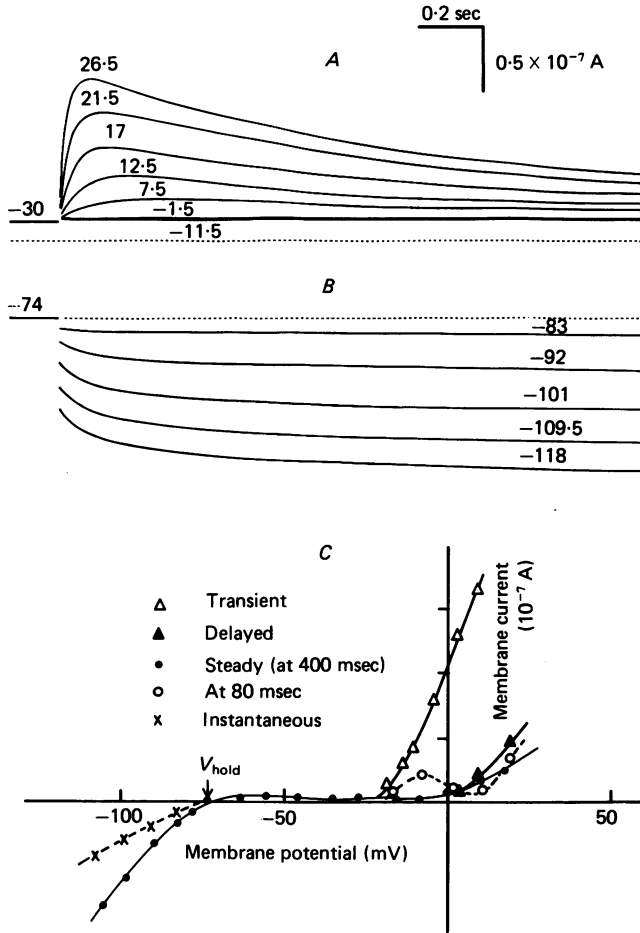 0·2 sec
A
0·5 × 10⁻⁷ A
26·5
21·5
17
12·5
7·5
−30
−1·5
−11·5
B
−74
−83
−92
−101
−109·5
−118
C
Transient
Delayed
Steady (at 400 msec)
At 80 msec
Instantaneous
Membrane current
(10⁻⁷ A)
Vhold
−100
−50
0
50
Membrane potential (mV)